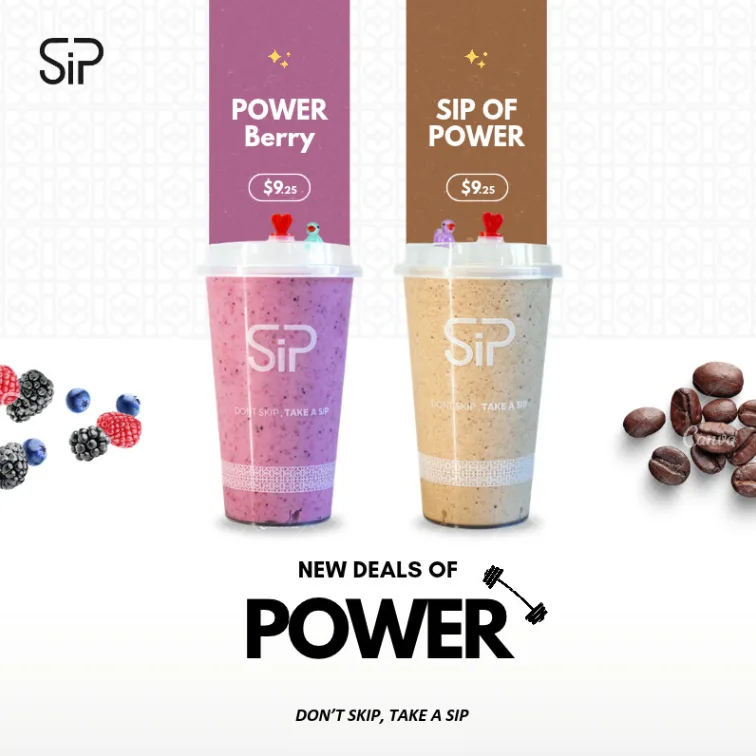 SiP
POWER
Berry
$9.25
SIP OF
POWER
$9.25
SiP
DON'T SKIP, TAKE A SIP
SiP
DON'T SKIP, TAKE A SIP
Canva
NEW DEALS OF
POWER
DON'T SKIP, TAKE A SIP